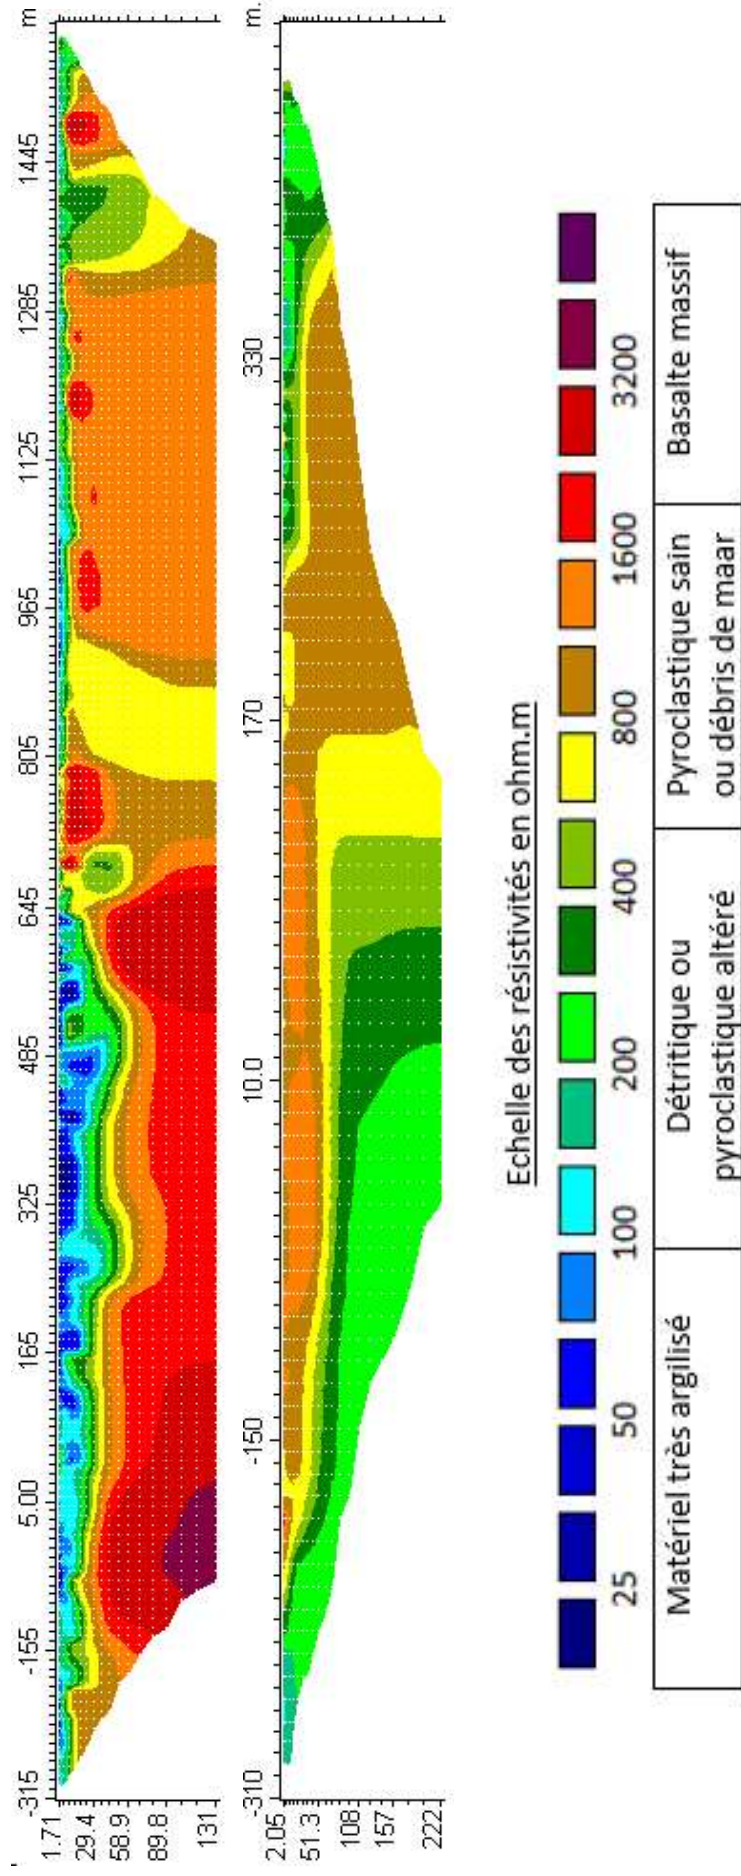 -315 -155 5.00 165 325 485 645 805 965 1125 1285 1445 m
1.71
29.4
58.9
89.8
131
-310 -150 10.0 170 330 m.
2.05
51.3
108
157
222
Echelle des résistivités en ohm.m
25 50 100 200 400 800 1600 3200
Matériel très argilisé
Détritique ou
pyroclastique altéré
Pyroclastique sain
ou débris de maar
Basalte massif